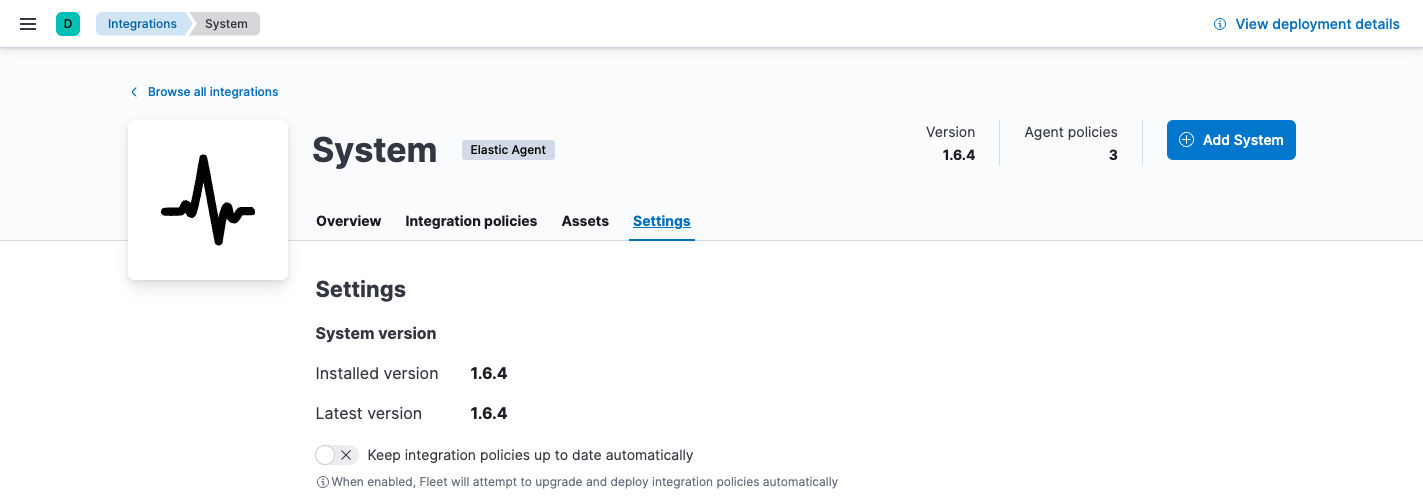 D Integrations System View deployment details
Browse all integrations
System Elastic Agent
Version Agent policies
1.6.4 3
Add System
Overview Integration policies Assets Settings
Settings
System version
Installed version 1.6.4
Latest version 1.6.4
Keep integration policies up to date automatically
When enabled, Fleet will attempt to upgrade and deploy integration policies automatically